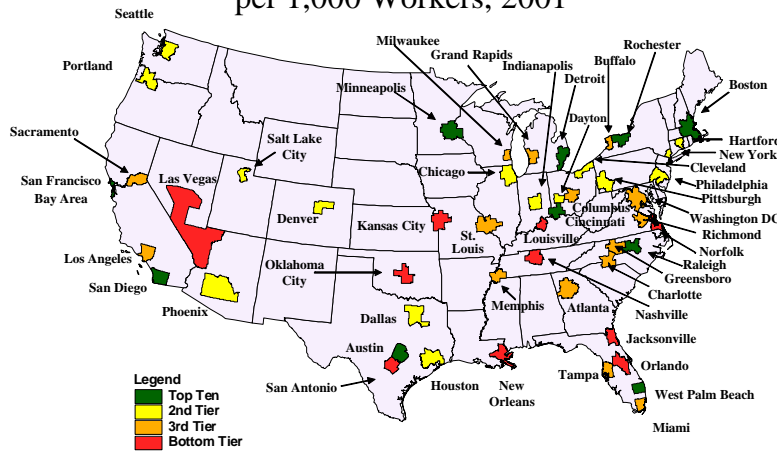 per 1,000 Workers, 2001
Seattle
Portland
Sacramento
San Francisco
Bay Area
Las Vegas
Salt Lake
City
Denver
Los Angeles
San Diego
Phoenix
Minneapolis
Milwaukee
Grand Rapids
Indianapolis
Detroit
Dayton
Buffalo
Rochester
Boston
Hartford
New York
Cleveland
Philadelphia
Pittsburgh
Washington DC
Richmond
Norfolk
Raleigh
Greensboro
Charlotte
Nashville
Chicago
Columbus
Cincinnati
Louisville
Kansas City
St.
Louis
Oklahoma
City
Memphis
Atlanta
Dallas
Austin
San Antonio
Houston
New
Orleans
Jacksonville
Orlando
Tampa
West Palm Beach
Miami
Legend
Top Ten
2nd Tier
3rd Tier
Bottom Tier